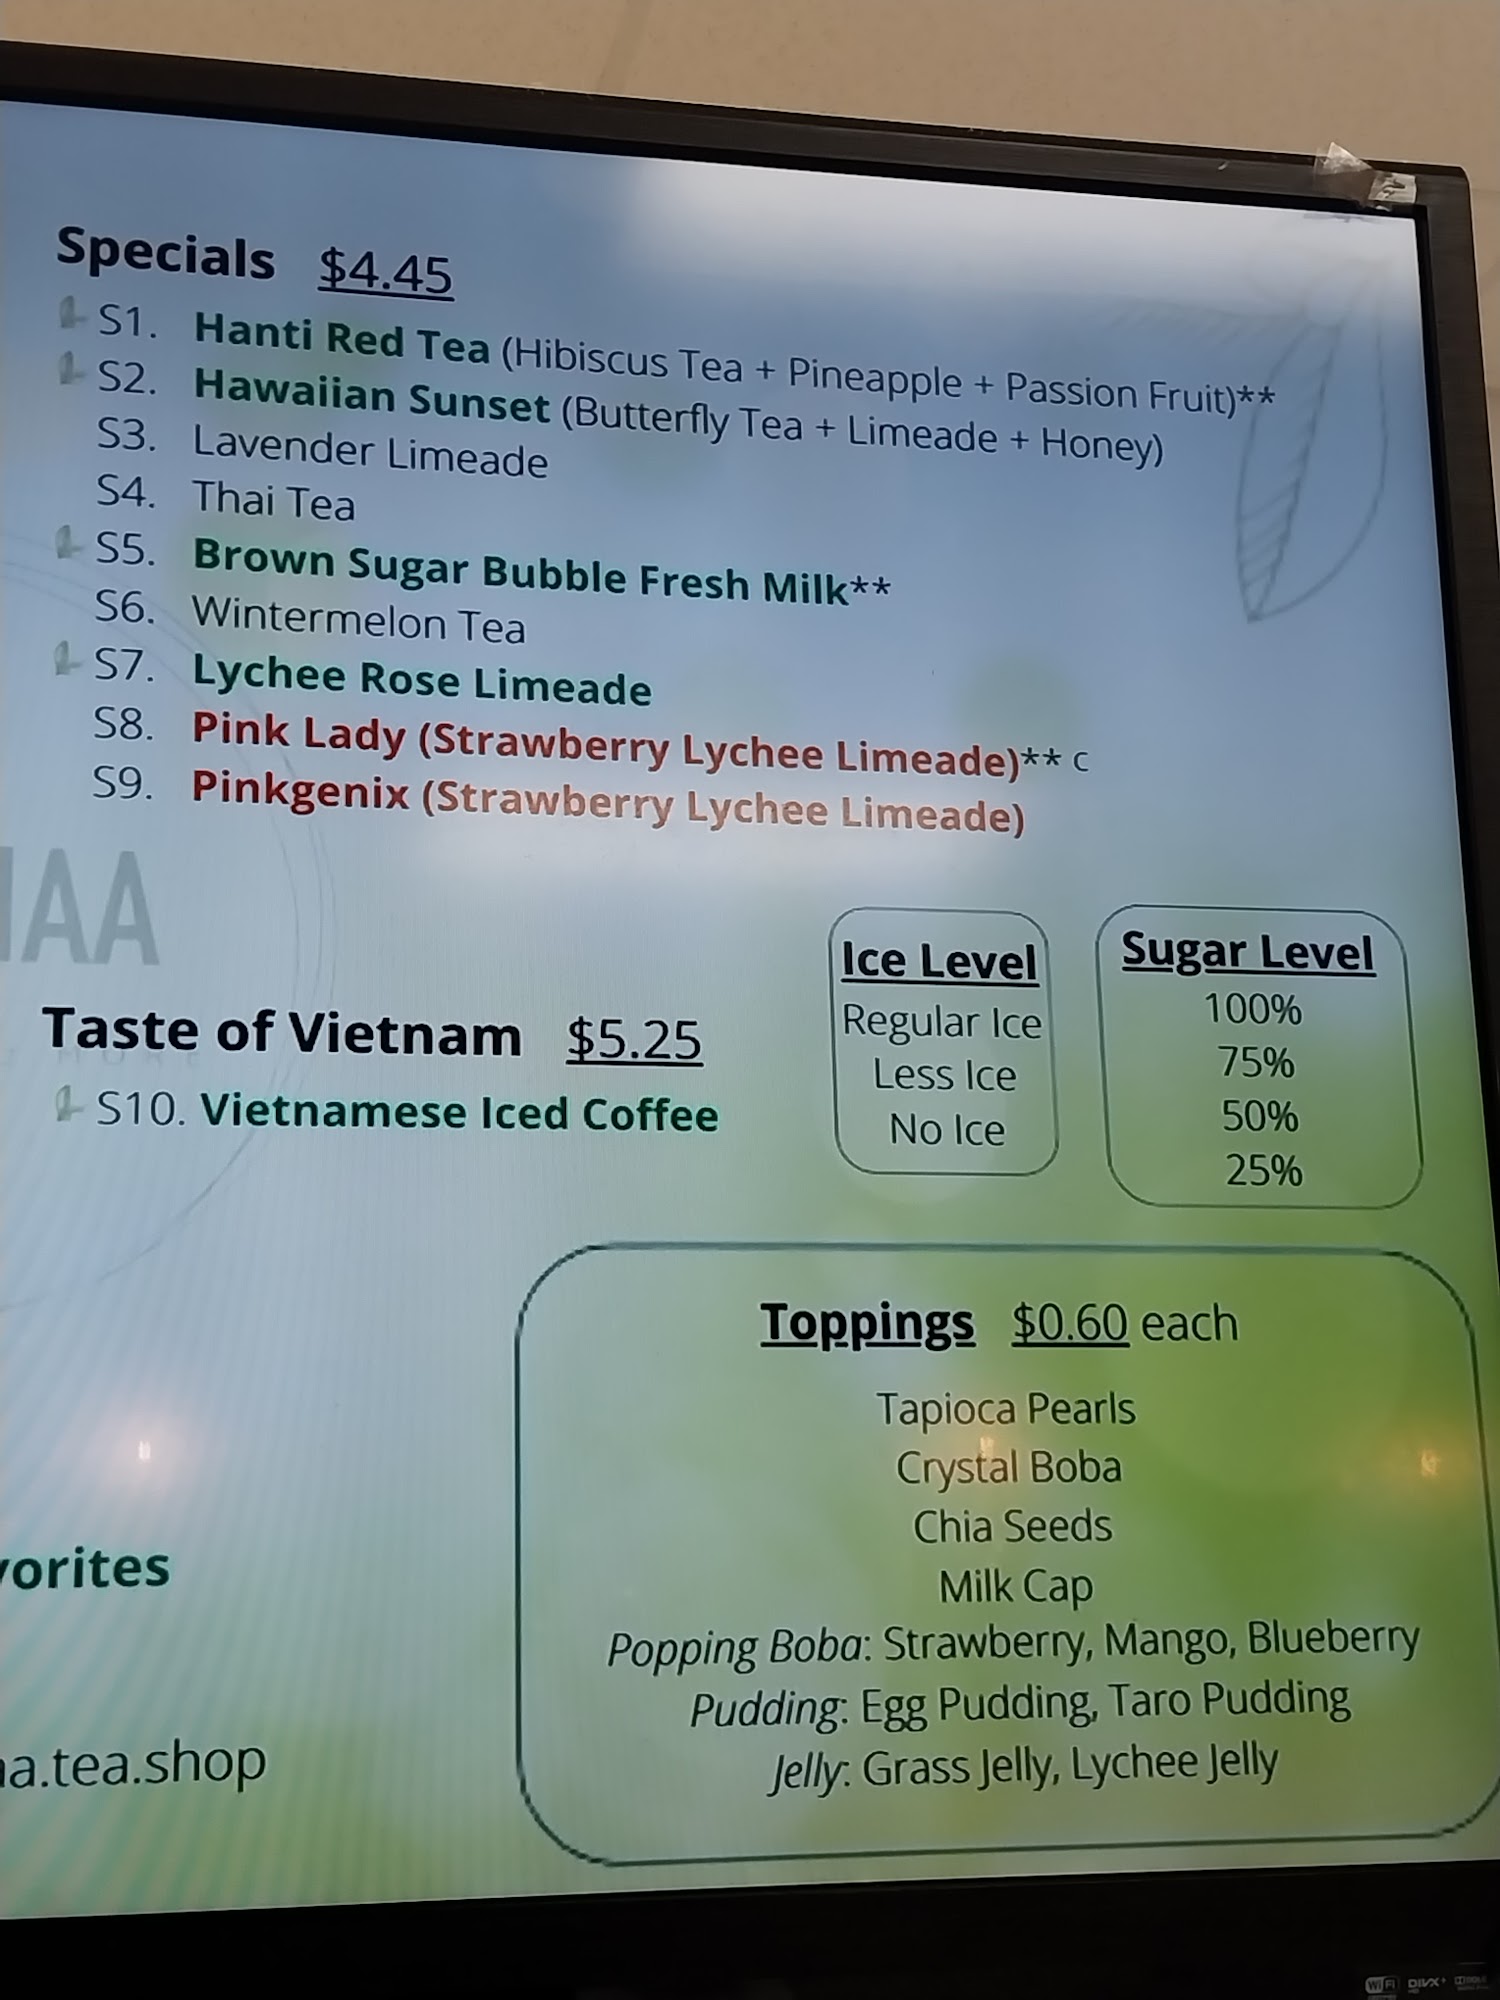 Specials $4.45
S1. Hanti Red Tea (Hibiscus Tea + Pineapple + Passion Fruit)**
S2. Hawaiian Sunset (Butterfly Tea + Limeade + Honey)
S3. Lavender Limeade
S4. Thai Tea
S5. Brown Sugar Bubble Fresh Milk**
S6. Wintermelon Tea
S7. Lychee Rose Limeade
S8. Pink Lady (Strawberry Lychee Limeade)** c
S9. Pinkgenix (Strawberry Lychee Limeade)
AA
Taste of Vietnam $5.25
MORE
S10. Vietnamese Iced Coffee
Ice Level
Regular Ice
Less Ice
No Ice
Sugar Level
100%
75%
50%
25%
Toppings $0.60 each
Tapioca Pearls
Crystal Boba
Chia Seeds
Milk Cap
Popping Boba: Strawberry, Mango, Blueberry
Pudding: Egg Pudding, Taro Pudding
Jelly: Grass Jelly, Lychee Jelly
vorites
a.tea.shop
WiFi DIVX+ HD